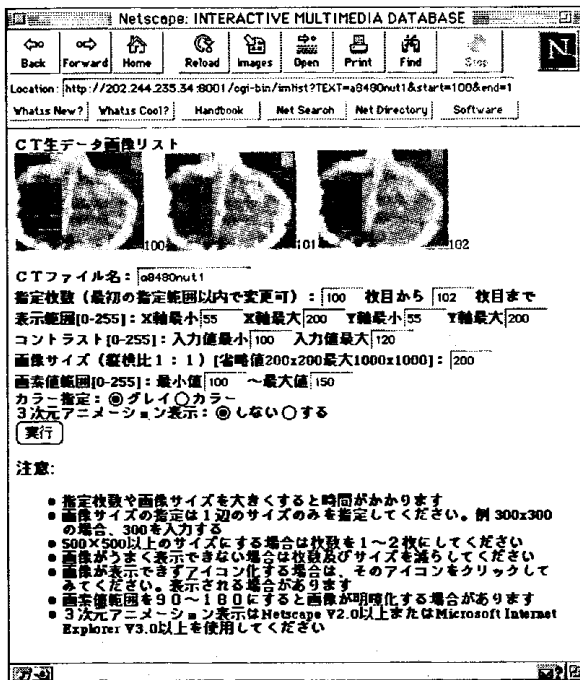 Netscape: INTERACTIVE MULTIMEDIA DATABASE
Back Forward Home Reload Images Open Print Find Stop
N
Location: http://202.244.235.34:8001/cgi-bin/imlist?TEXT=a8480nut1&start=100&end=1
What's New? What's Cool? Handbook Net Search Net Directory Software
CT生データ画像リスト
100 101 102
CTファイル名: a8480nut1
指定枚数(最初の指定範囲以内で変更可): 100 枚目から 102 枚目まで
表示範囲[0-255]: X軸最小 55 X軸最大 200 Y軸最小 55 Y軸最大 200
コントラスト[0-255]: 入力値最小 100 入力値最大 120
画像サイズ(縦横比1:1)[省略値200x200最大1000x1000]: 200
画素値範囲[0-255]: 最小値 100 ~最大値 150
カラー指定: グレイ カラー
3次元アニメーション表示: しない する
実行
注意:
● 指定枚数や画像サイズを大きくすると時間がかかります
● 画像サイズの指定は1辺のサイズのみを指定してください。例 300x300
の場合、300を入力する
● 500×500以上のサイズにする場合は枚数を1~2枚にしてください
● 画像がうまく表示できない場合は枚数及びサイズを減らしてください
● 画像が表示できずアイコン化する場合は、そのアイコンをクリックして
みてください。表示される場合があります
● 画素値範囲を90~180にすると画像が明瞭化する場合があります
● 3次元アニメーション表示はNetscape V2.0以上またはMicrosoft Internet
Explorer V3.0以上を使用してください